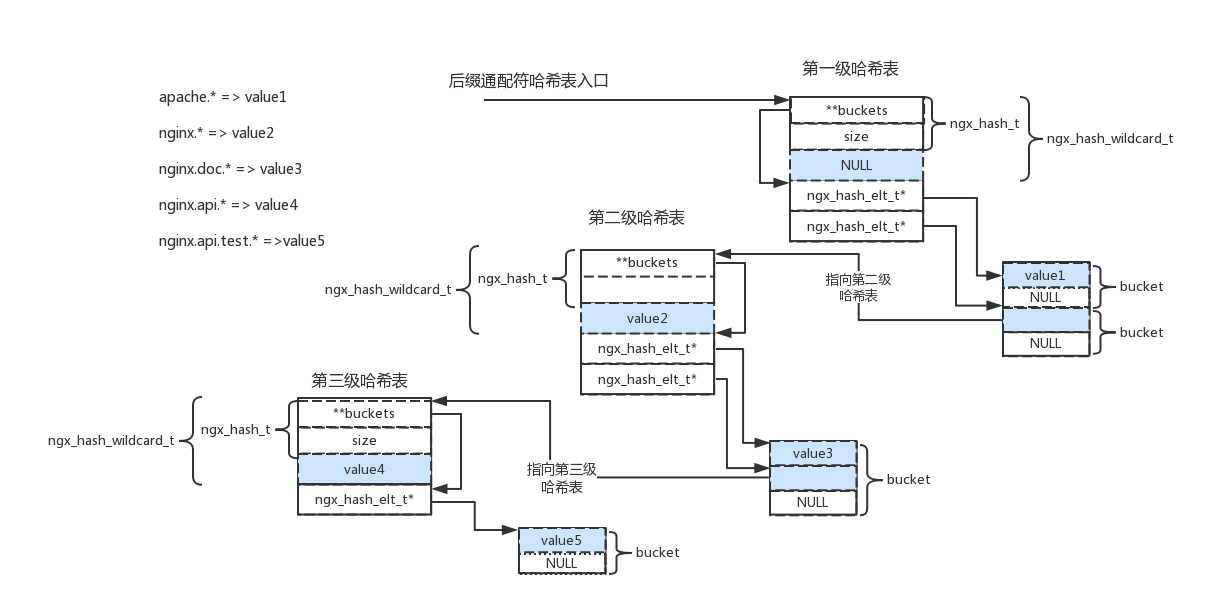 后缀通配符哈希表入口
第一级哈希表
apache.* => value1
nginx.* => value2
nginx.doc.* => value3
nginx.api.* => value4
nginx.api.test.* =>value5
**buckets
size
NULL
ngx_hash_elt_t*
ngx_hash_elt_t*
ngx_hash_t
ngx_hash_wildcard_t
value1
NULL
NULL
bucket
bucket
指向第二级
哈希表
第二级哈希表
**buckets
value2
ngx_hash_elt_t*
ngx_hash_elt_t*
ngx_hash_t
ngx_hash_wildcard_t
value3
NULL
bucket
指向第三级
哈希表
第三级哈希表
**buckets
size
value4
ngx_hash_elt_t*
ngx_hash_t
ngx_hash_wildcard_t
value5
NULL
bucket